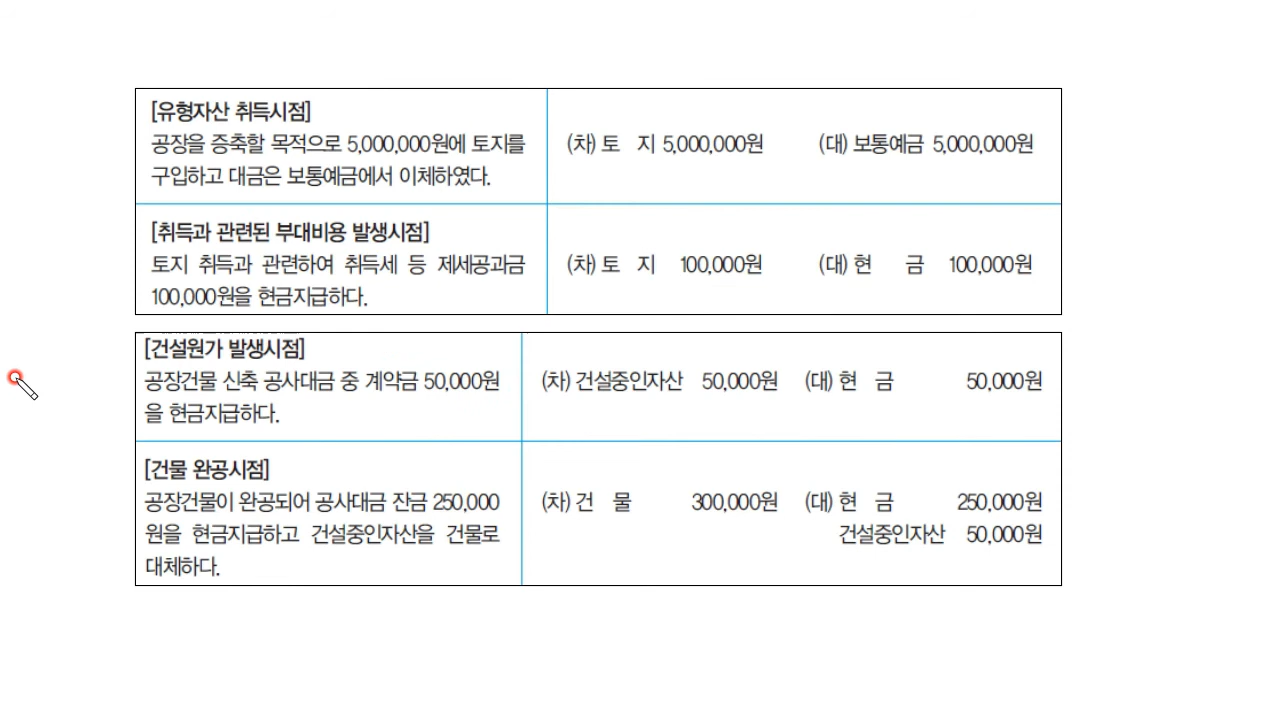 [유형자산 취득시점]
공장을 증축할 목적으로 5,000,000원에 토지를
구입하고 대금은 보통예금에서 이체하였다.
(차) 토 지 5,000,000원 (대) 보통예금 5,000,000원
[취득과 관련된 부대비용 발생시점]
토지 취득과 관련하여 취득세 등 제세공과금
100,000원을 현금지급하다.
(차) 토 지 100,000원 (대) 현 금 100,000원
[건설원가 발생시점]
공장건물 신축 공사대금 중 계약금 50,000원
을 현금지급하다.
(차) 건설중인자산 50,000원 (대) 현 금 50,000원
[건물 완공시점]
공장건물이 완공되어 공사대금 잔금 250,000
원을 현금지급하고 건설중인자산을 건물로
대체하다.
(차) 건 물 300,000원 (대) 현 금 250,000원
건설중인자산 50,000원